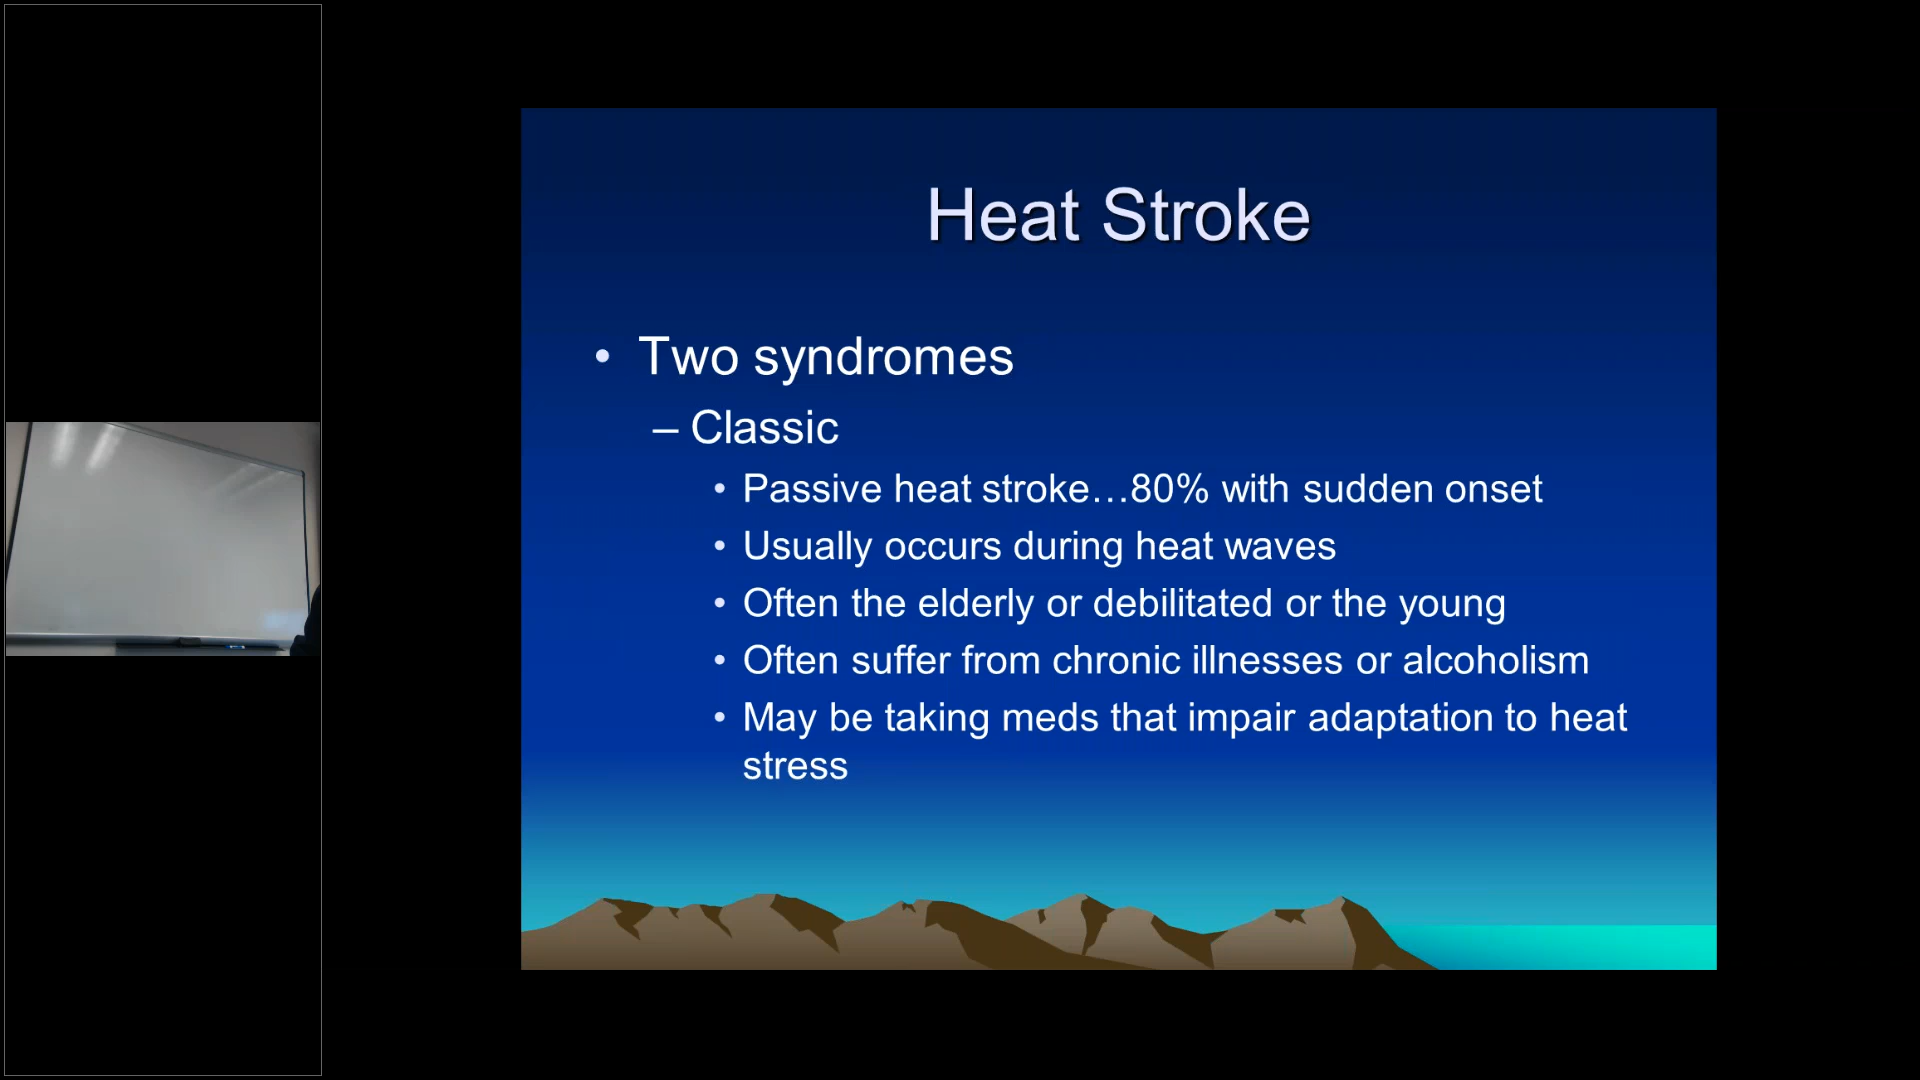 Heat Stroke
• Two syndromes
– Classic
• Passive heat stroke…80% with sudden onset
• Usually occurs during heat waves
• Often the elderly or debilitated or the young
• Often suffer from chronic illnesses or alcoholism
• May be taking meds that impair adaptation to heat
stress